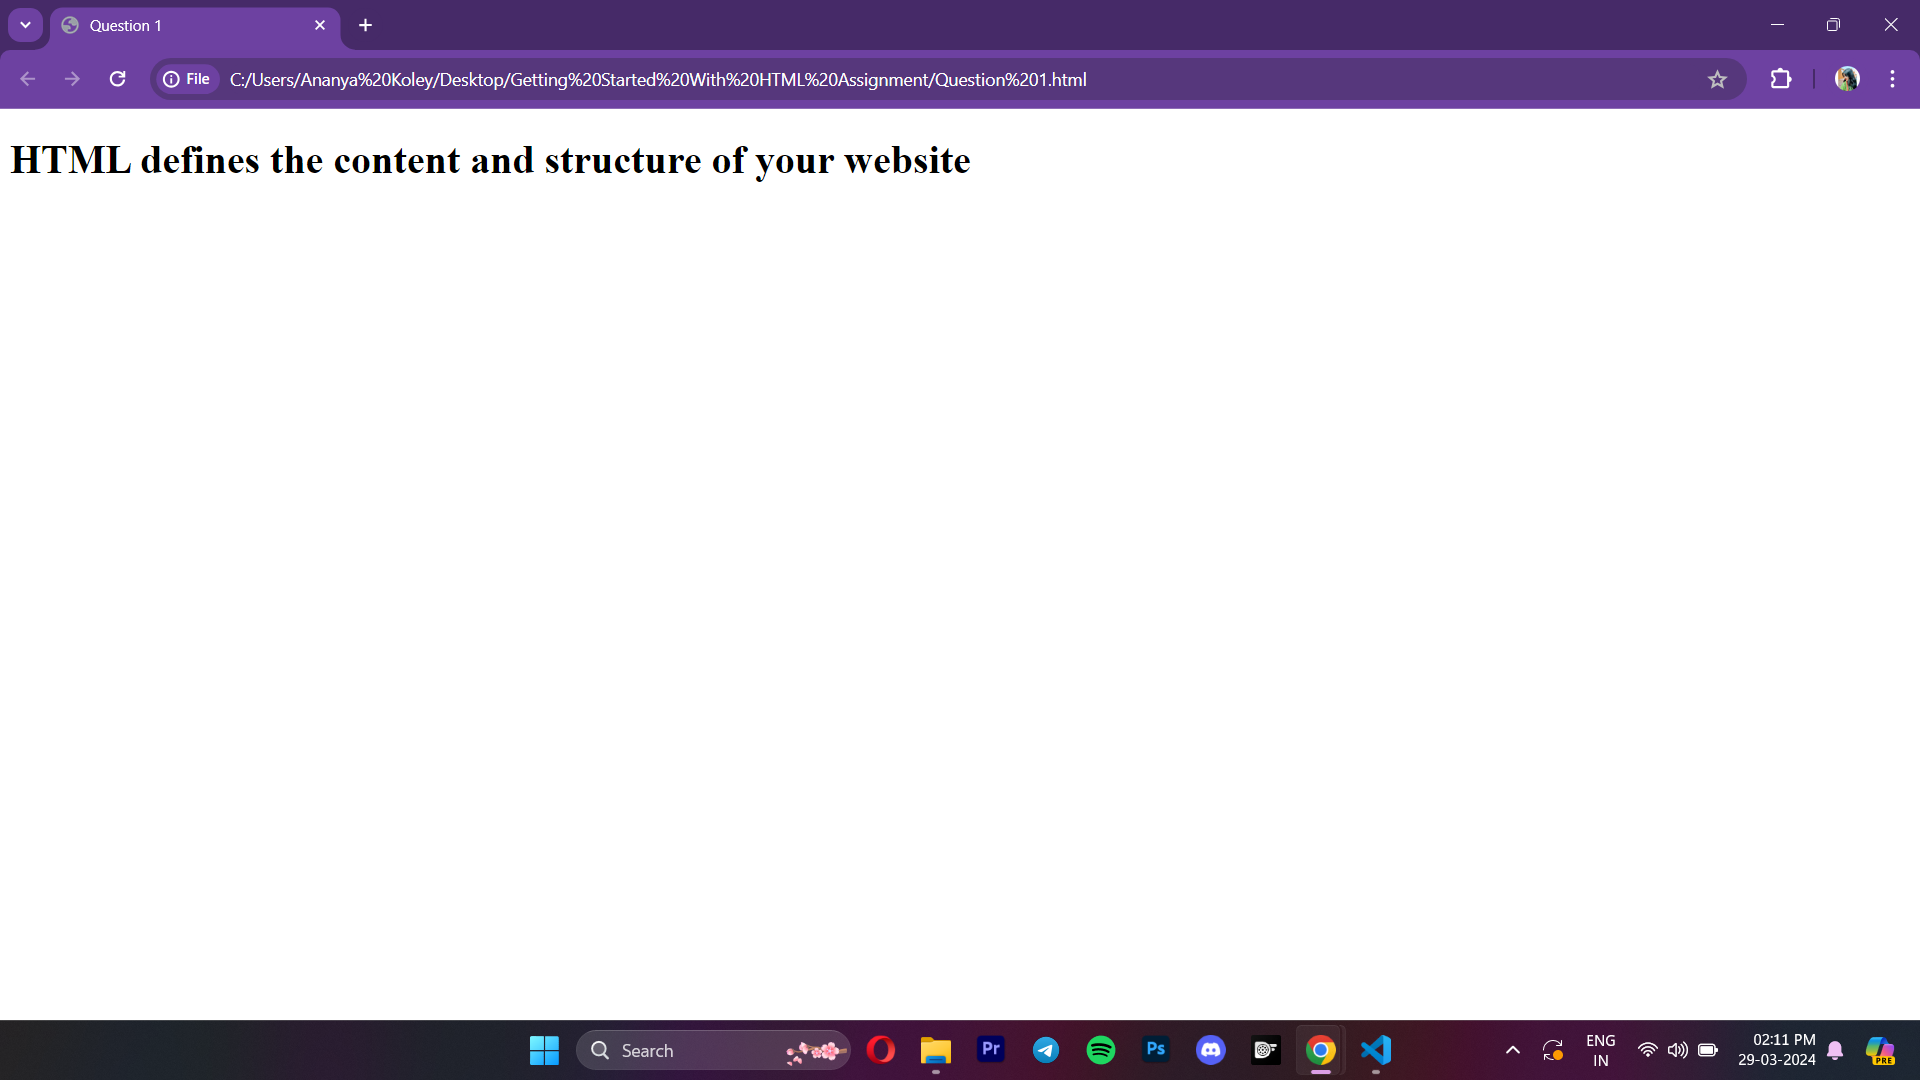 Question 1
File
C:/Users/Ananya%20Koley/Desktop/Getting%20Started%20With%20HTML%20Assignment/Question%201.html
HTML defines the content and structure of your website
Search
Pr
Ps
ENG
IN
02:11 PM
29-03-2024
PRE